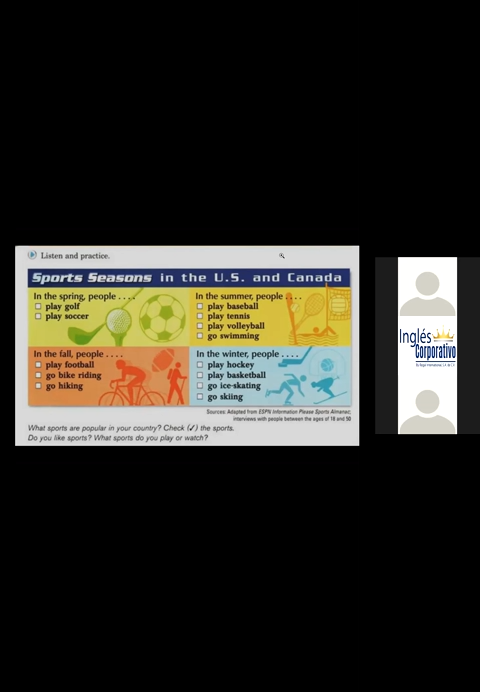 Listen and practice.
Sports Seasons in the U.S. and Canada
In the spring, people . . . .
play golf
play soccer
In the summer, people . . . .
play baseball
play tennis
play volleyball
go swimming
In the fall, people . . . .
play football
go bike riding
go hiking
In the winter, people . . . .
play hockey
play basketball
go ice-skating
go skiing
Sources: Adapted from ESPN Information Please Sports Almanac;
interviews with people between the ages of 18 and 50
What sports are popular in your country? Check (✓) the sports.
Do you like sports? What sports do you play or watch?
Inglés
Corporativo